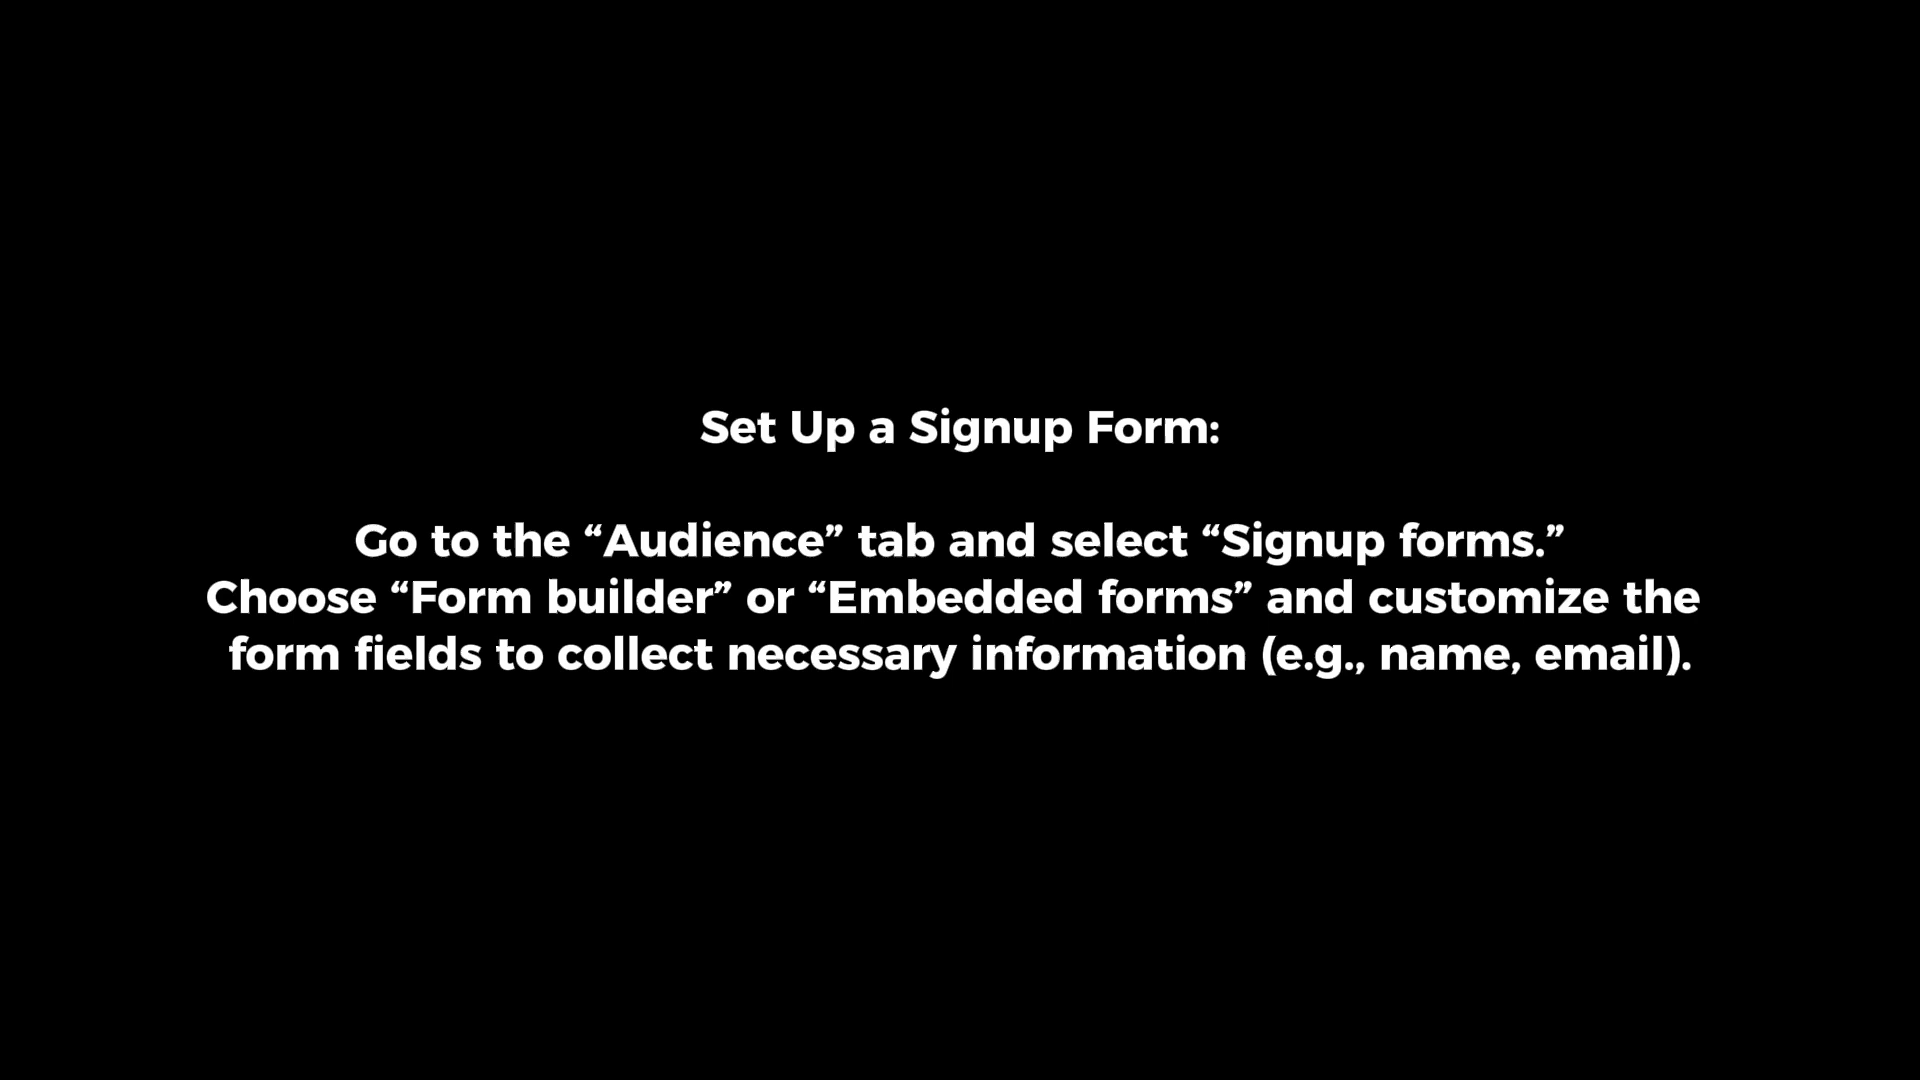 Set Up a Signup Form:
Go to the “Audience” tab and select “Signup forms.”
Choose “Form builder” or “Embedded forms” and customize the
form fields to collect necessary information (e.g., name, email).